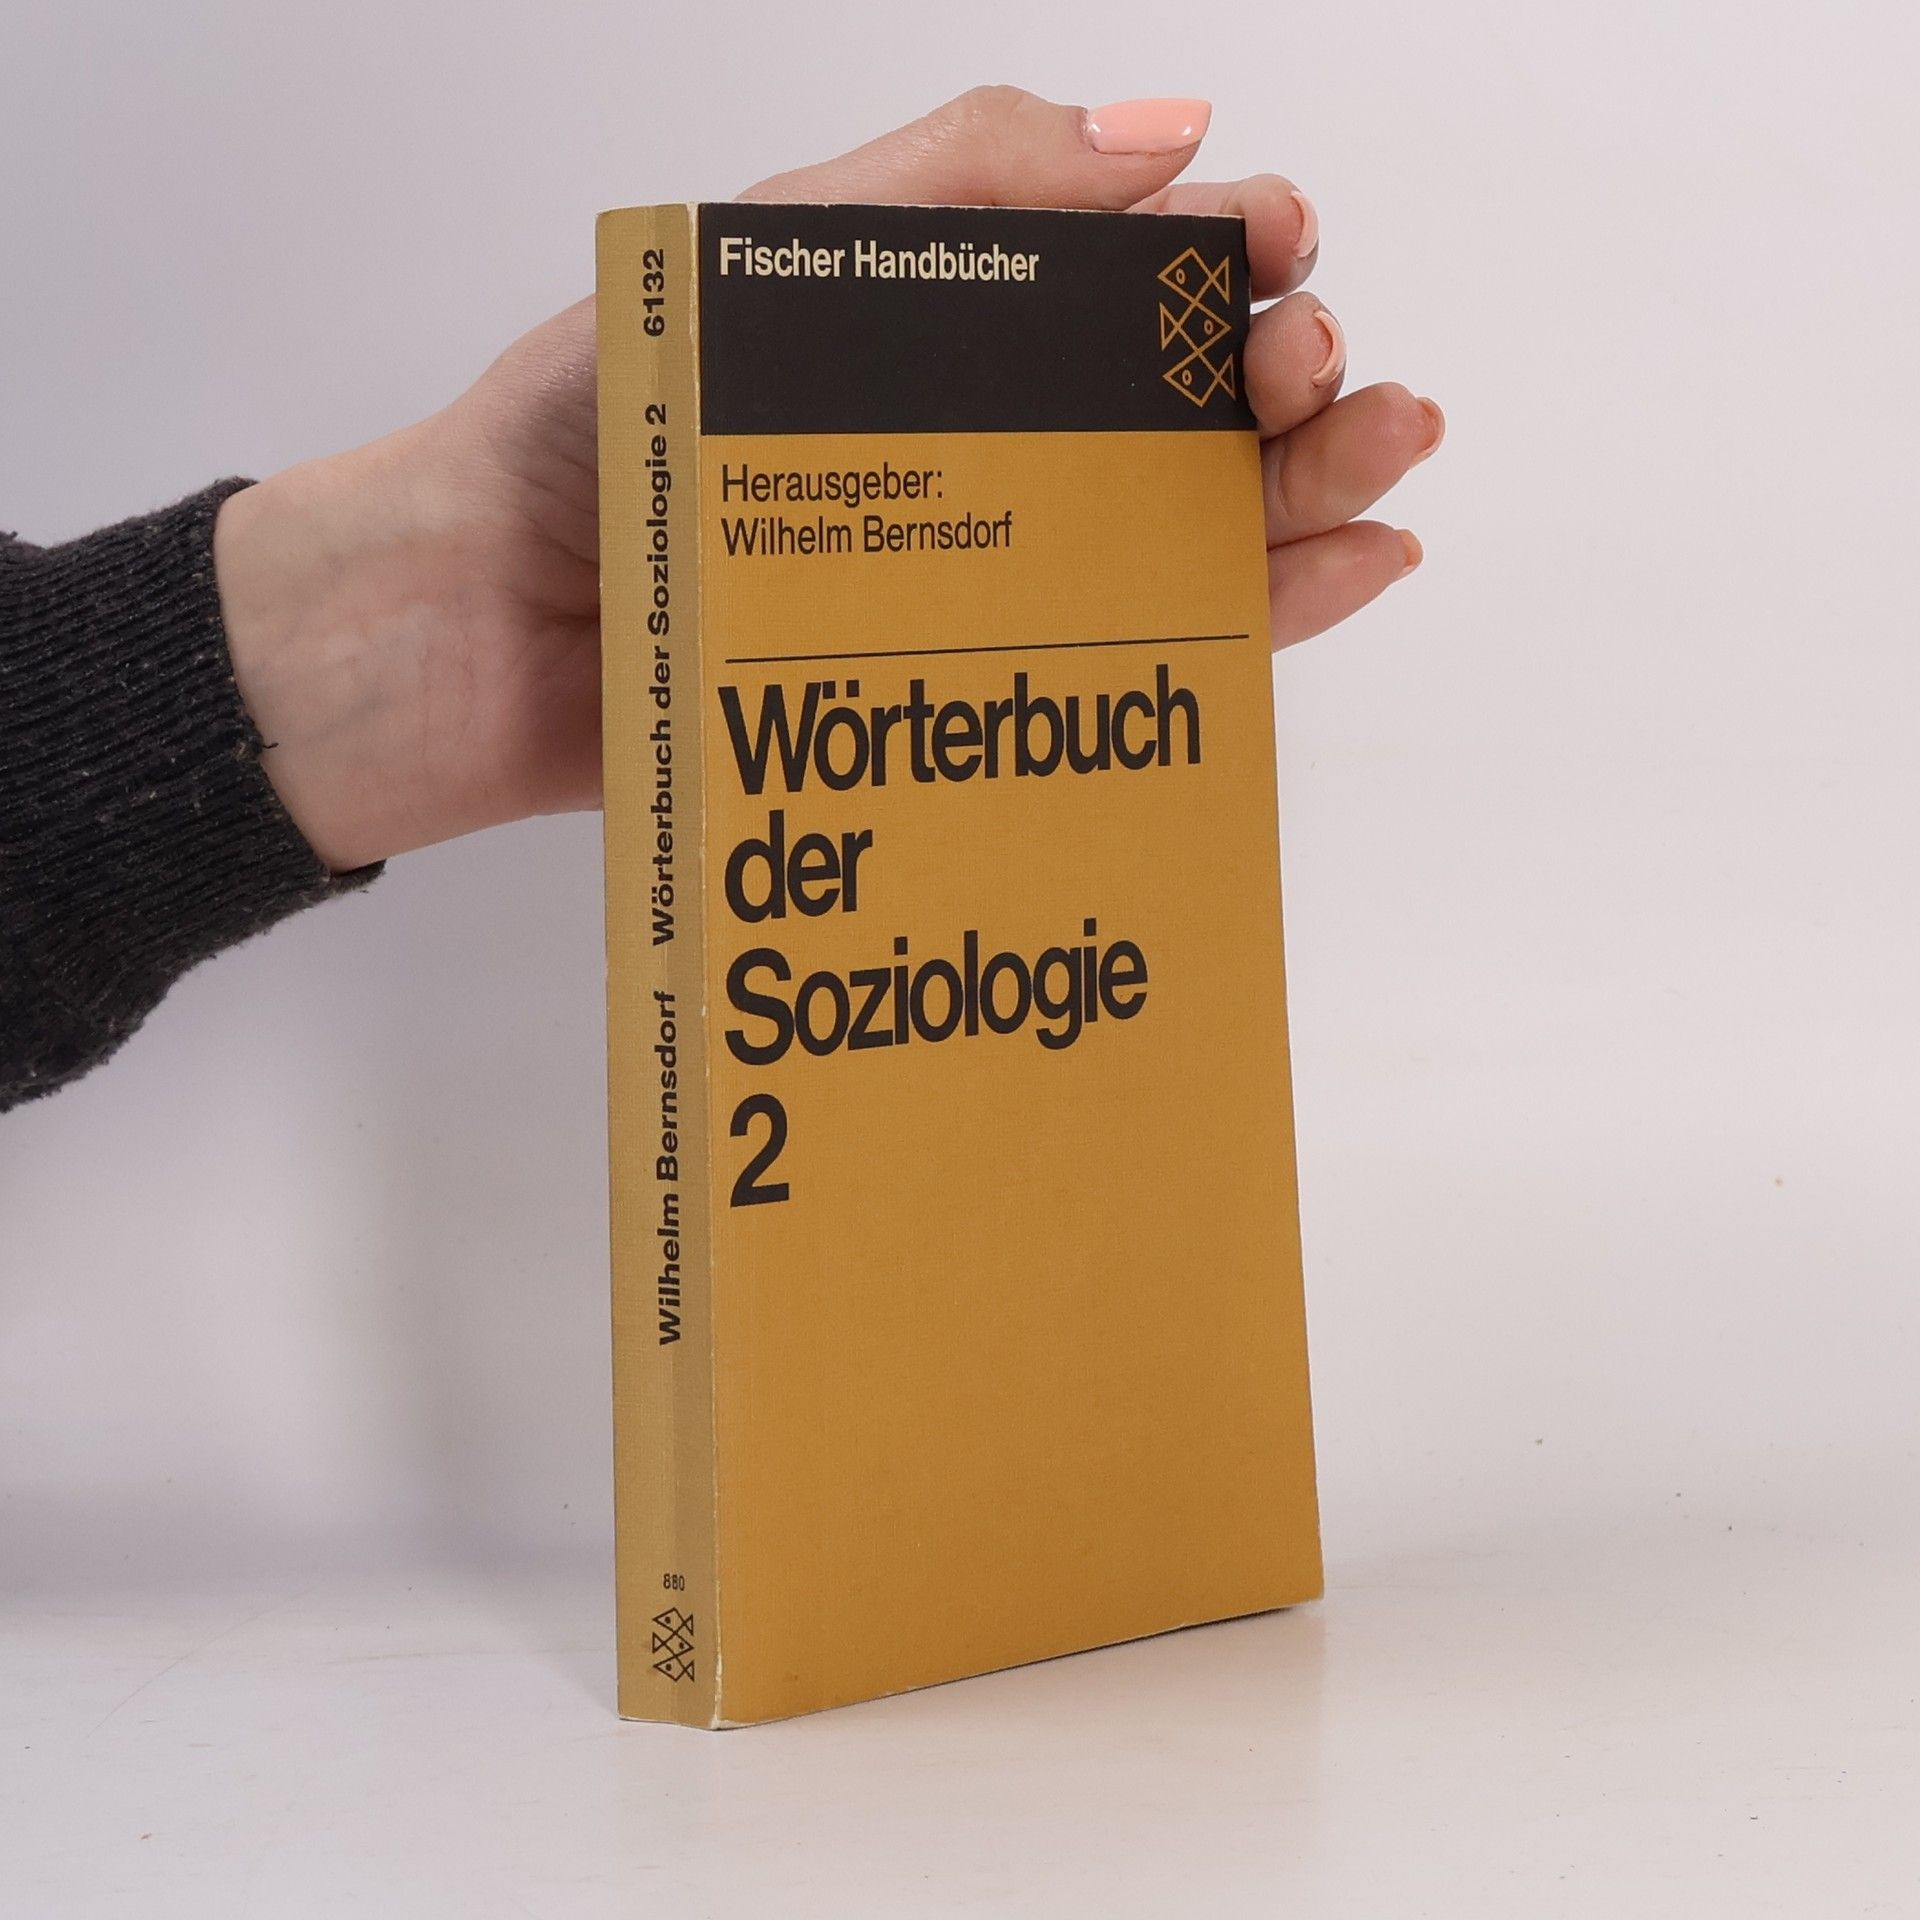 Fischer Handbücher
Herausgeber:
Wilhelm Bernsdorf
Wörterbuch
der
Soziologie
2
Wilhelm Bernsdorf Wörterbuch der Soziologie 2 6132
880